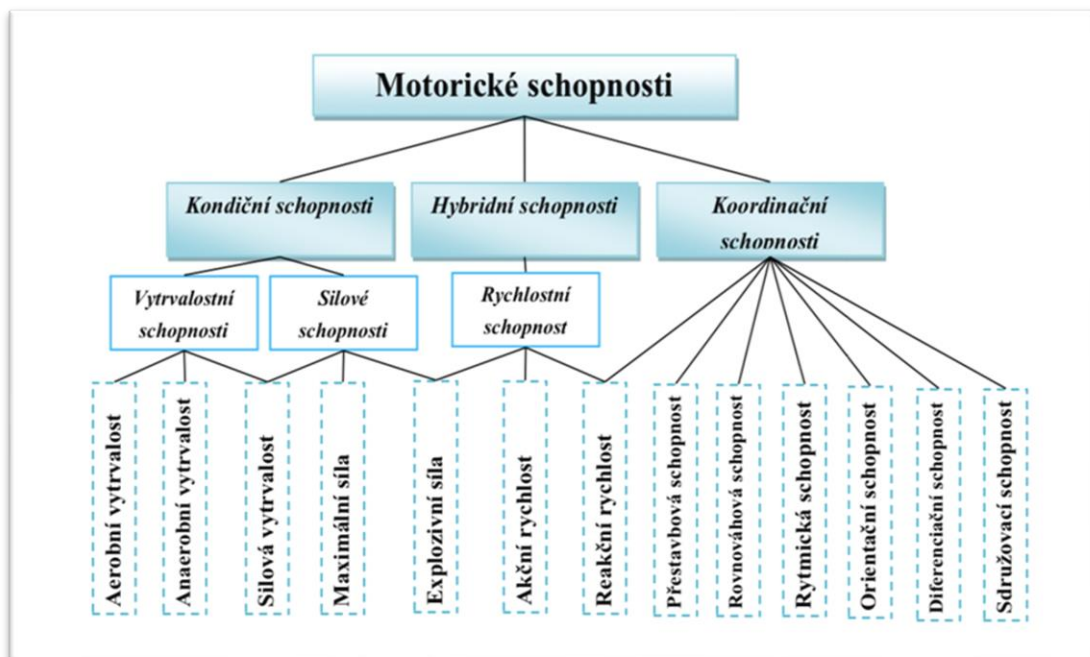 Motorické schopnosti
Kondiční schopnosti
Hybridní schopnosti
Koordinační
schopnosti
Vytrvalostní
schopnosti
Silové
schopnosti
Rychlostní
schopnost
Aerobní vytrvalost
Anaerobní vytrvalost
Silová vytrvalost
Maximální síla
Explozivní síla
Akční rychlost
Reakční rychlost
Přestavbová schopnost
Rovnováhová schopnost
Rytmická schopnost
Orientační schopnost
Diferenciační schopnost
Sdružovací schopnost